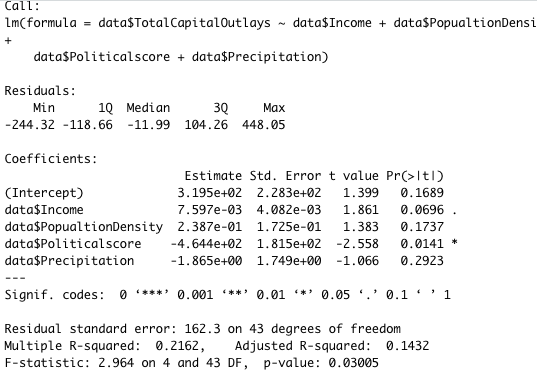 Call:
lm(formula = data$TotalCapitalOutlays ~ data$Income + data$PopualtionDensi
+
    data$Politicalscore + data$Precipitation)

Residuals:
    Min      1Q  Median      3Q     Max
-244.32 -118.66  -11.99  104.26  448.05

Coefficients:
                         Estimate Std. Error t value Pr(>|t|)
(Intercept)             3.195e+02  2.283e+02   1.399   0.1689
data$Income             7.597e-03  4.082e-03   1.861   0.0696 .
data$PopualtionDensity  2.387e-01  1.725e-01   1.383   0.1737
data$Politicalscore    -4.644e+02  1.815e+02  -2.558   0.0141 *
data$Precipitation     -1.865e+00  1.749e+00  -1.066   0.2923
---
Signif. codes:  0 ‘***’ 0.001 ‘**’ 0.01 ‘*’ 0.05 ‘.’ 0.1 ‘ ’ 1

Residual standard error: 162.3 on 43 degrees of freedom
Multiple R-squared:  0.2162,    Adjusted R-squared:  0.1432
F-statistic: 2.964 on 4 and 43 DF,  p-value: 0.03005